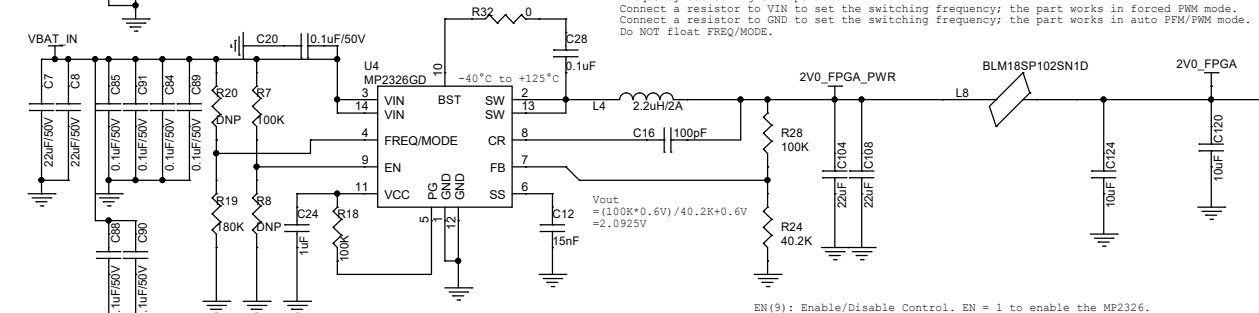 Connect a resistor to VIN to set the switching frequency; the part works in forced PWM mode.
Connect a resistor to GND to set the switching frequency; the part works in auto PFM/PWM mode.
Do NOT float FREQ/MODE.
R32 0
VBAT_IN
C20 0.1uF/50V
C28
0.1uF
U4
MP2326GD
-40°C to +125°C
2V0_FPGA_PWR
BLM18SP102SN1D
2V0_FPGA
C7
22uF/50V
C8
22uF/50V
C85
0.1uF/50V
C91
0.1uF/50V
C84
0.1uF/50V
C89
0.1uF/50V
R20
DNP
R7
100K
10
BST
3 VIN
14 VIN
4 FREQ/MODE
9 EN
11 VCC
SW 2
SW 13
CR 8
FB 7
SS 6
PG 5
GND 1
GND 12
L4 2.2uH/2A
C16 100pF
R28
100K
L8
C104
22uF
C108
22uF
C124
10uF
C120
10uF
R19
180K
R8
DNP
C24
1uF
R18
100K
C12
15nF
Vout
=(100K*0.6V)/40.2K+0.6V
=2.0925V
R24
40.2K
C88
.1uF/50V
C90
.1uF/50V
EN(9): Enable/Disable Control. EN = 1 to enable the MP2326.